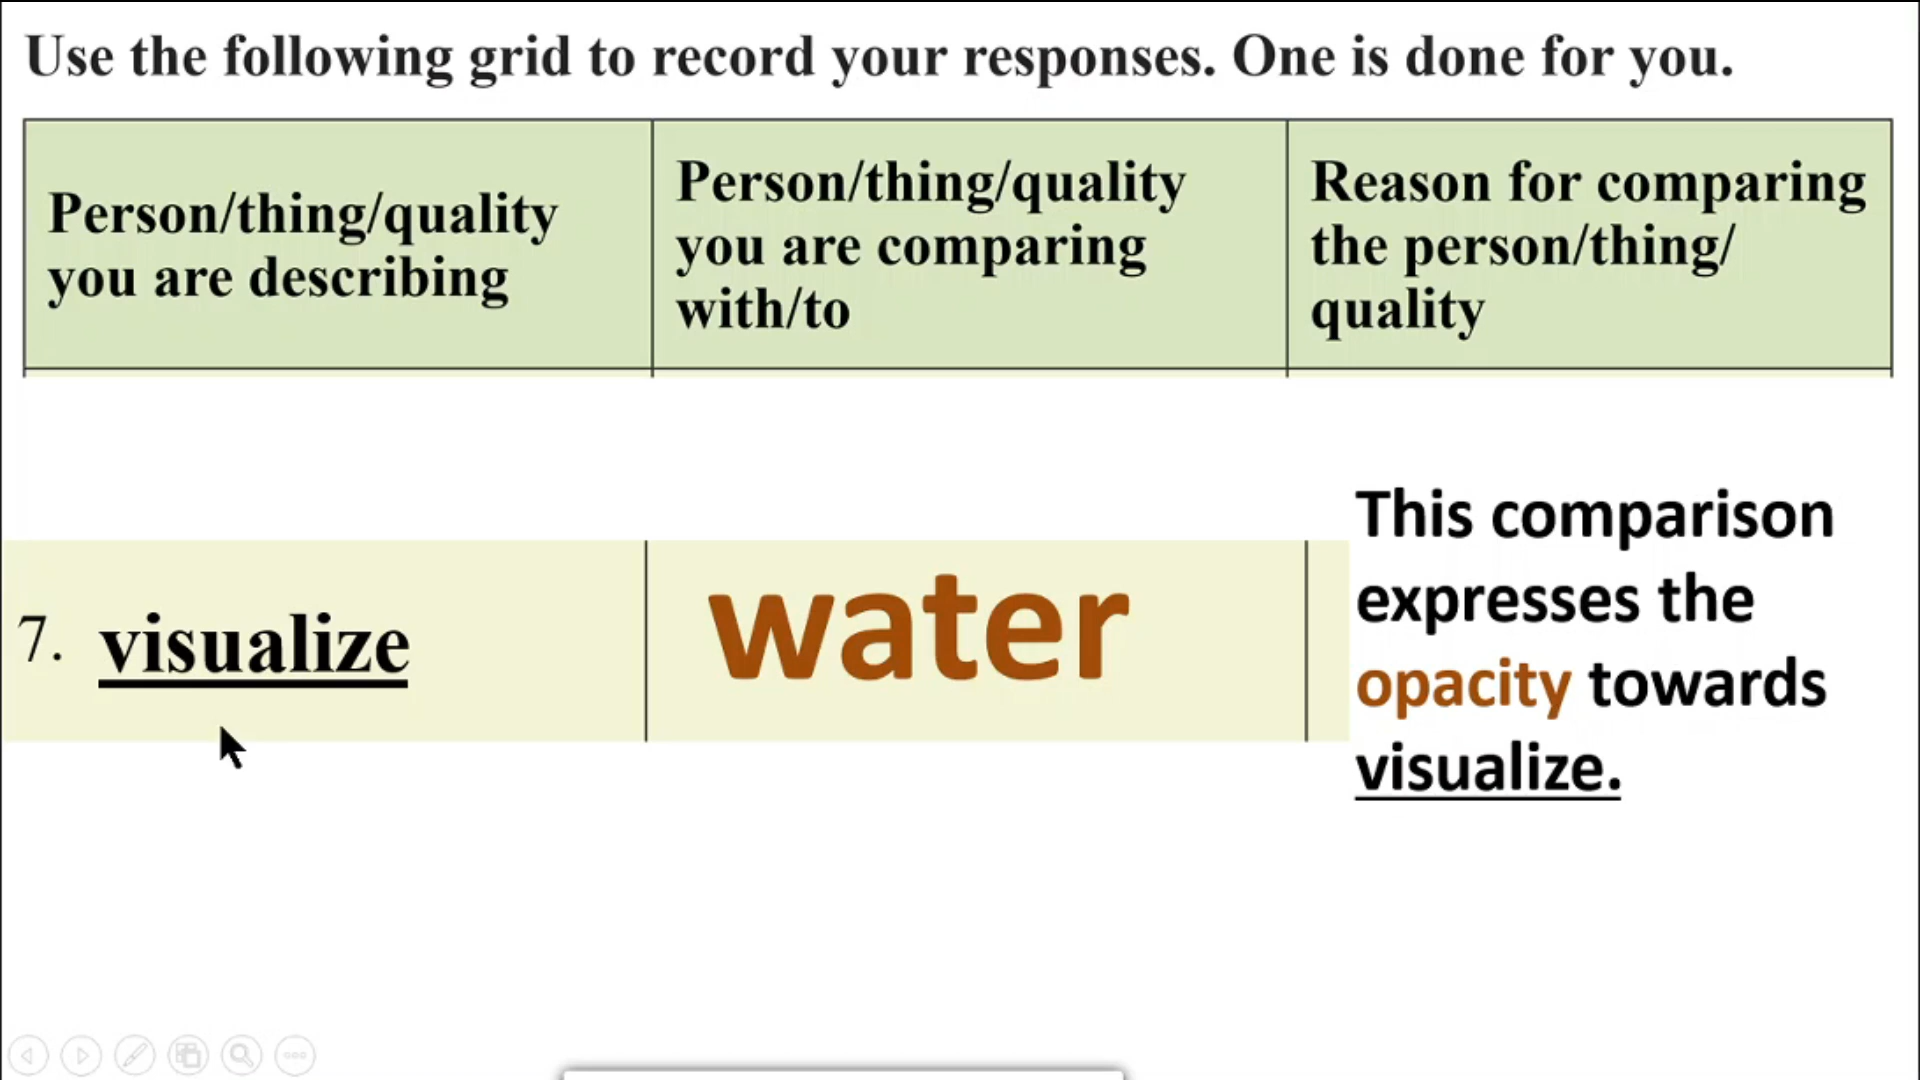 Use the following grid to record your responses. One is done for you.
Person/thing/quality
you are describing
Person/thing/quality
you are comparing
with/to
Reason for comparing
the person/thing/
quality
7. visualize
water
This comparison
expresses the
opacity towards
visualize.